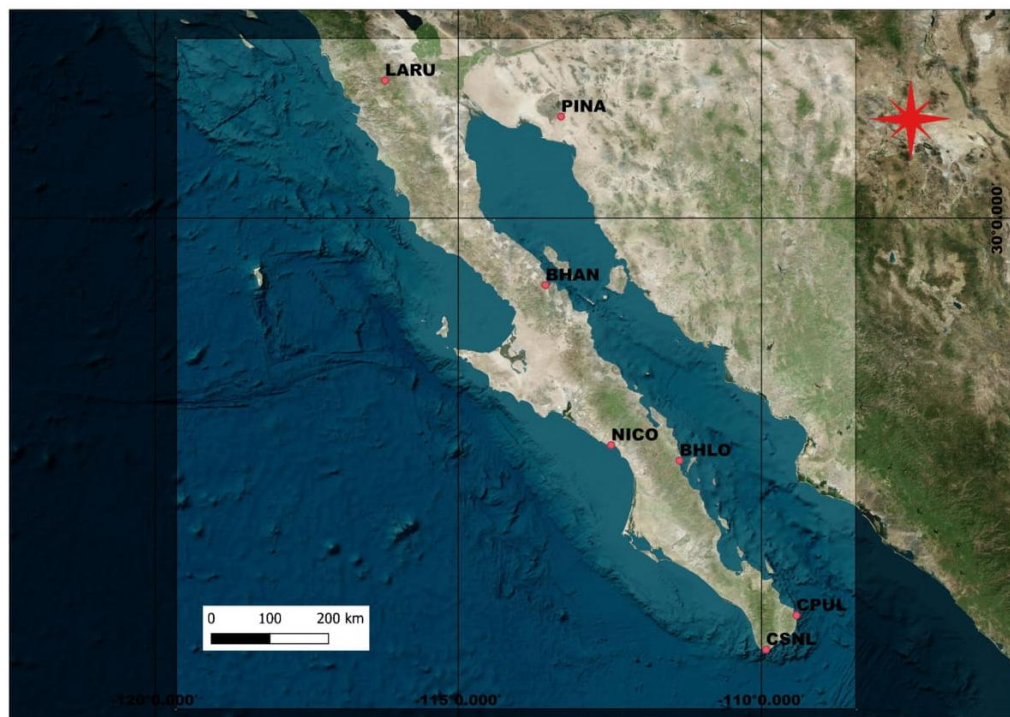 LARU
PINA
30°0.000'
BHAN
NICO
BHLO
0 100 200 km
CPUL
CSNL
-120°0.000'
-115°0.000'
-110°0.000'